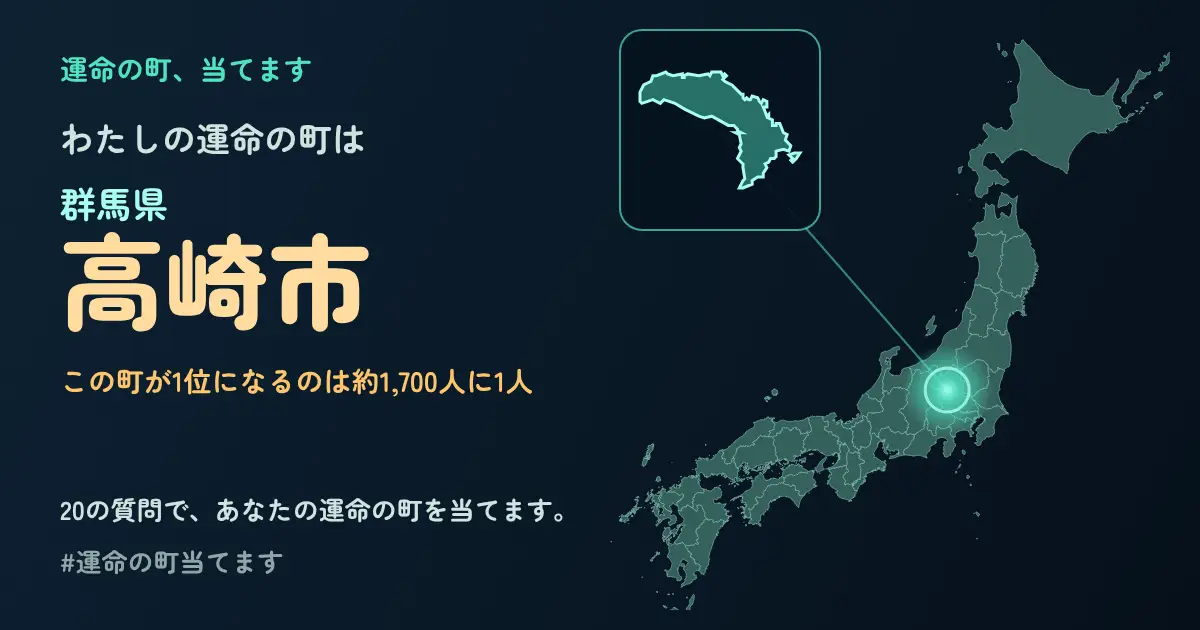 運命の町、当てます
わたしの運命の町は
群馬県
高崎市
この町が1位になるのは約1,700人に1人
20の質問で、あなたの運命の町を当てます。
#運命の町当てます